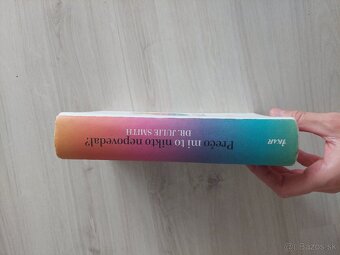 Prečo mi to nikto nepovedal?
DR. JULIE SMITH
IKAR
Bazos.sk